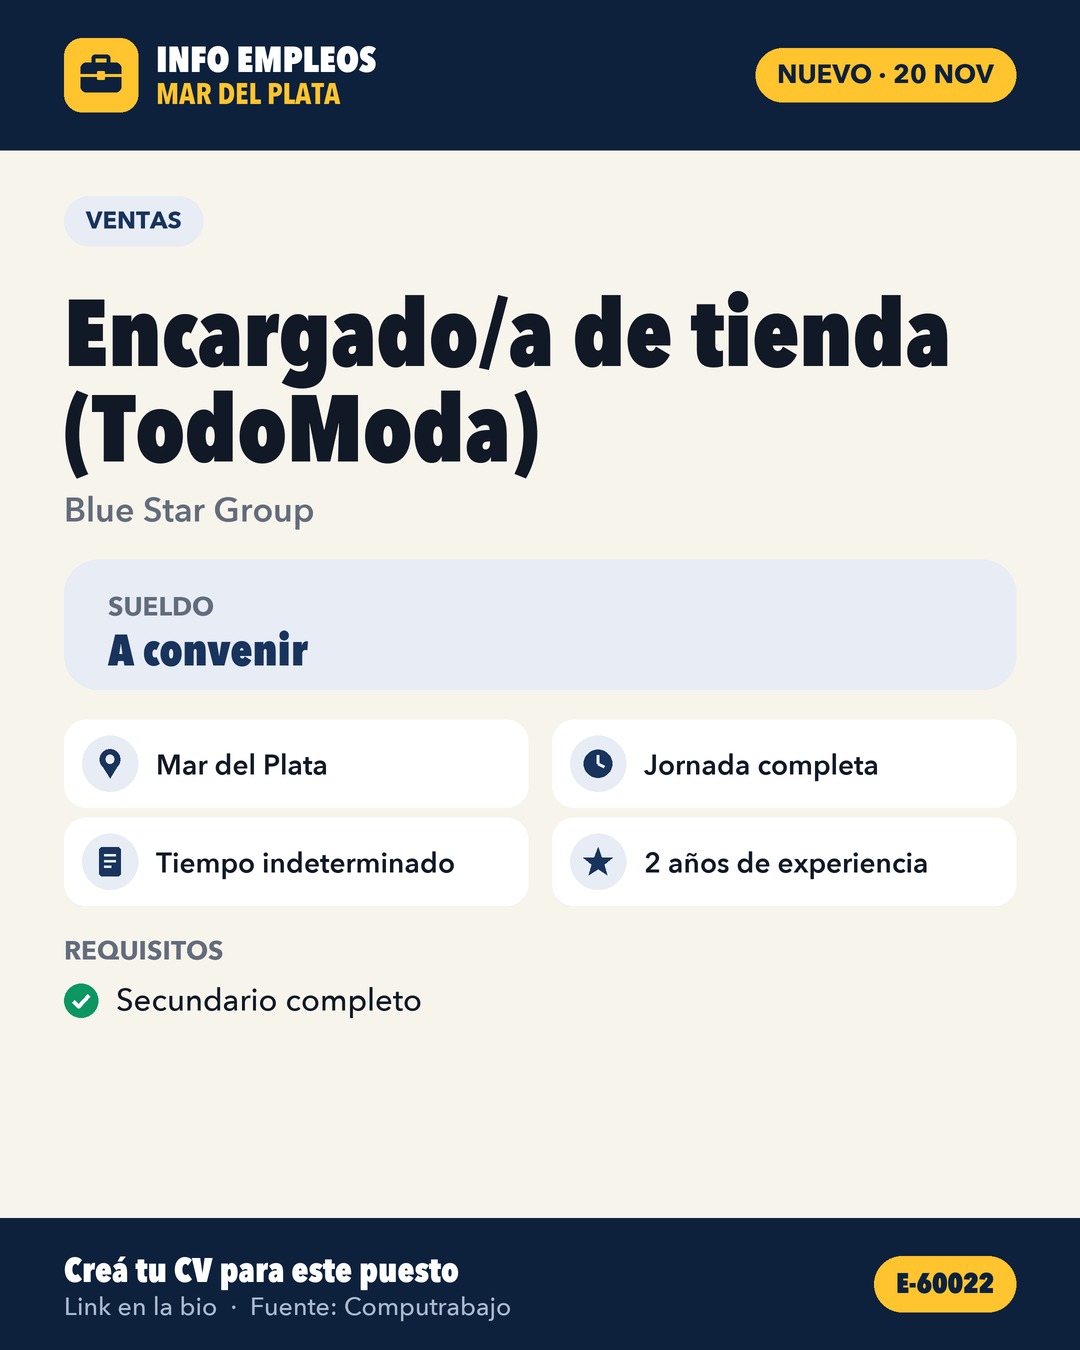 INFO EMPLEOS
MAR DEL PLATA
NUEVO · 20 NOV
VENTAS
Encargado/a de tienda
(TodoModa)
Blue Star Group
SUELDO
A convenir
Mar del Plata
Jornada completa
Tiempo indeterminado
2 años de experiencia
REQUISITOS
Secundario completo
Creá tu CV para este puesto
Link en la bio · Fuente: Computrabajo
E-60022